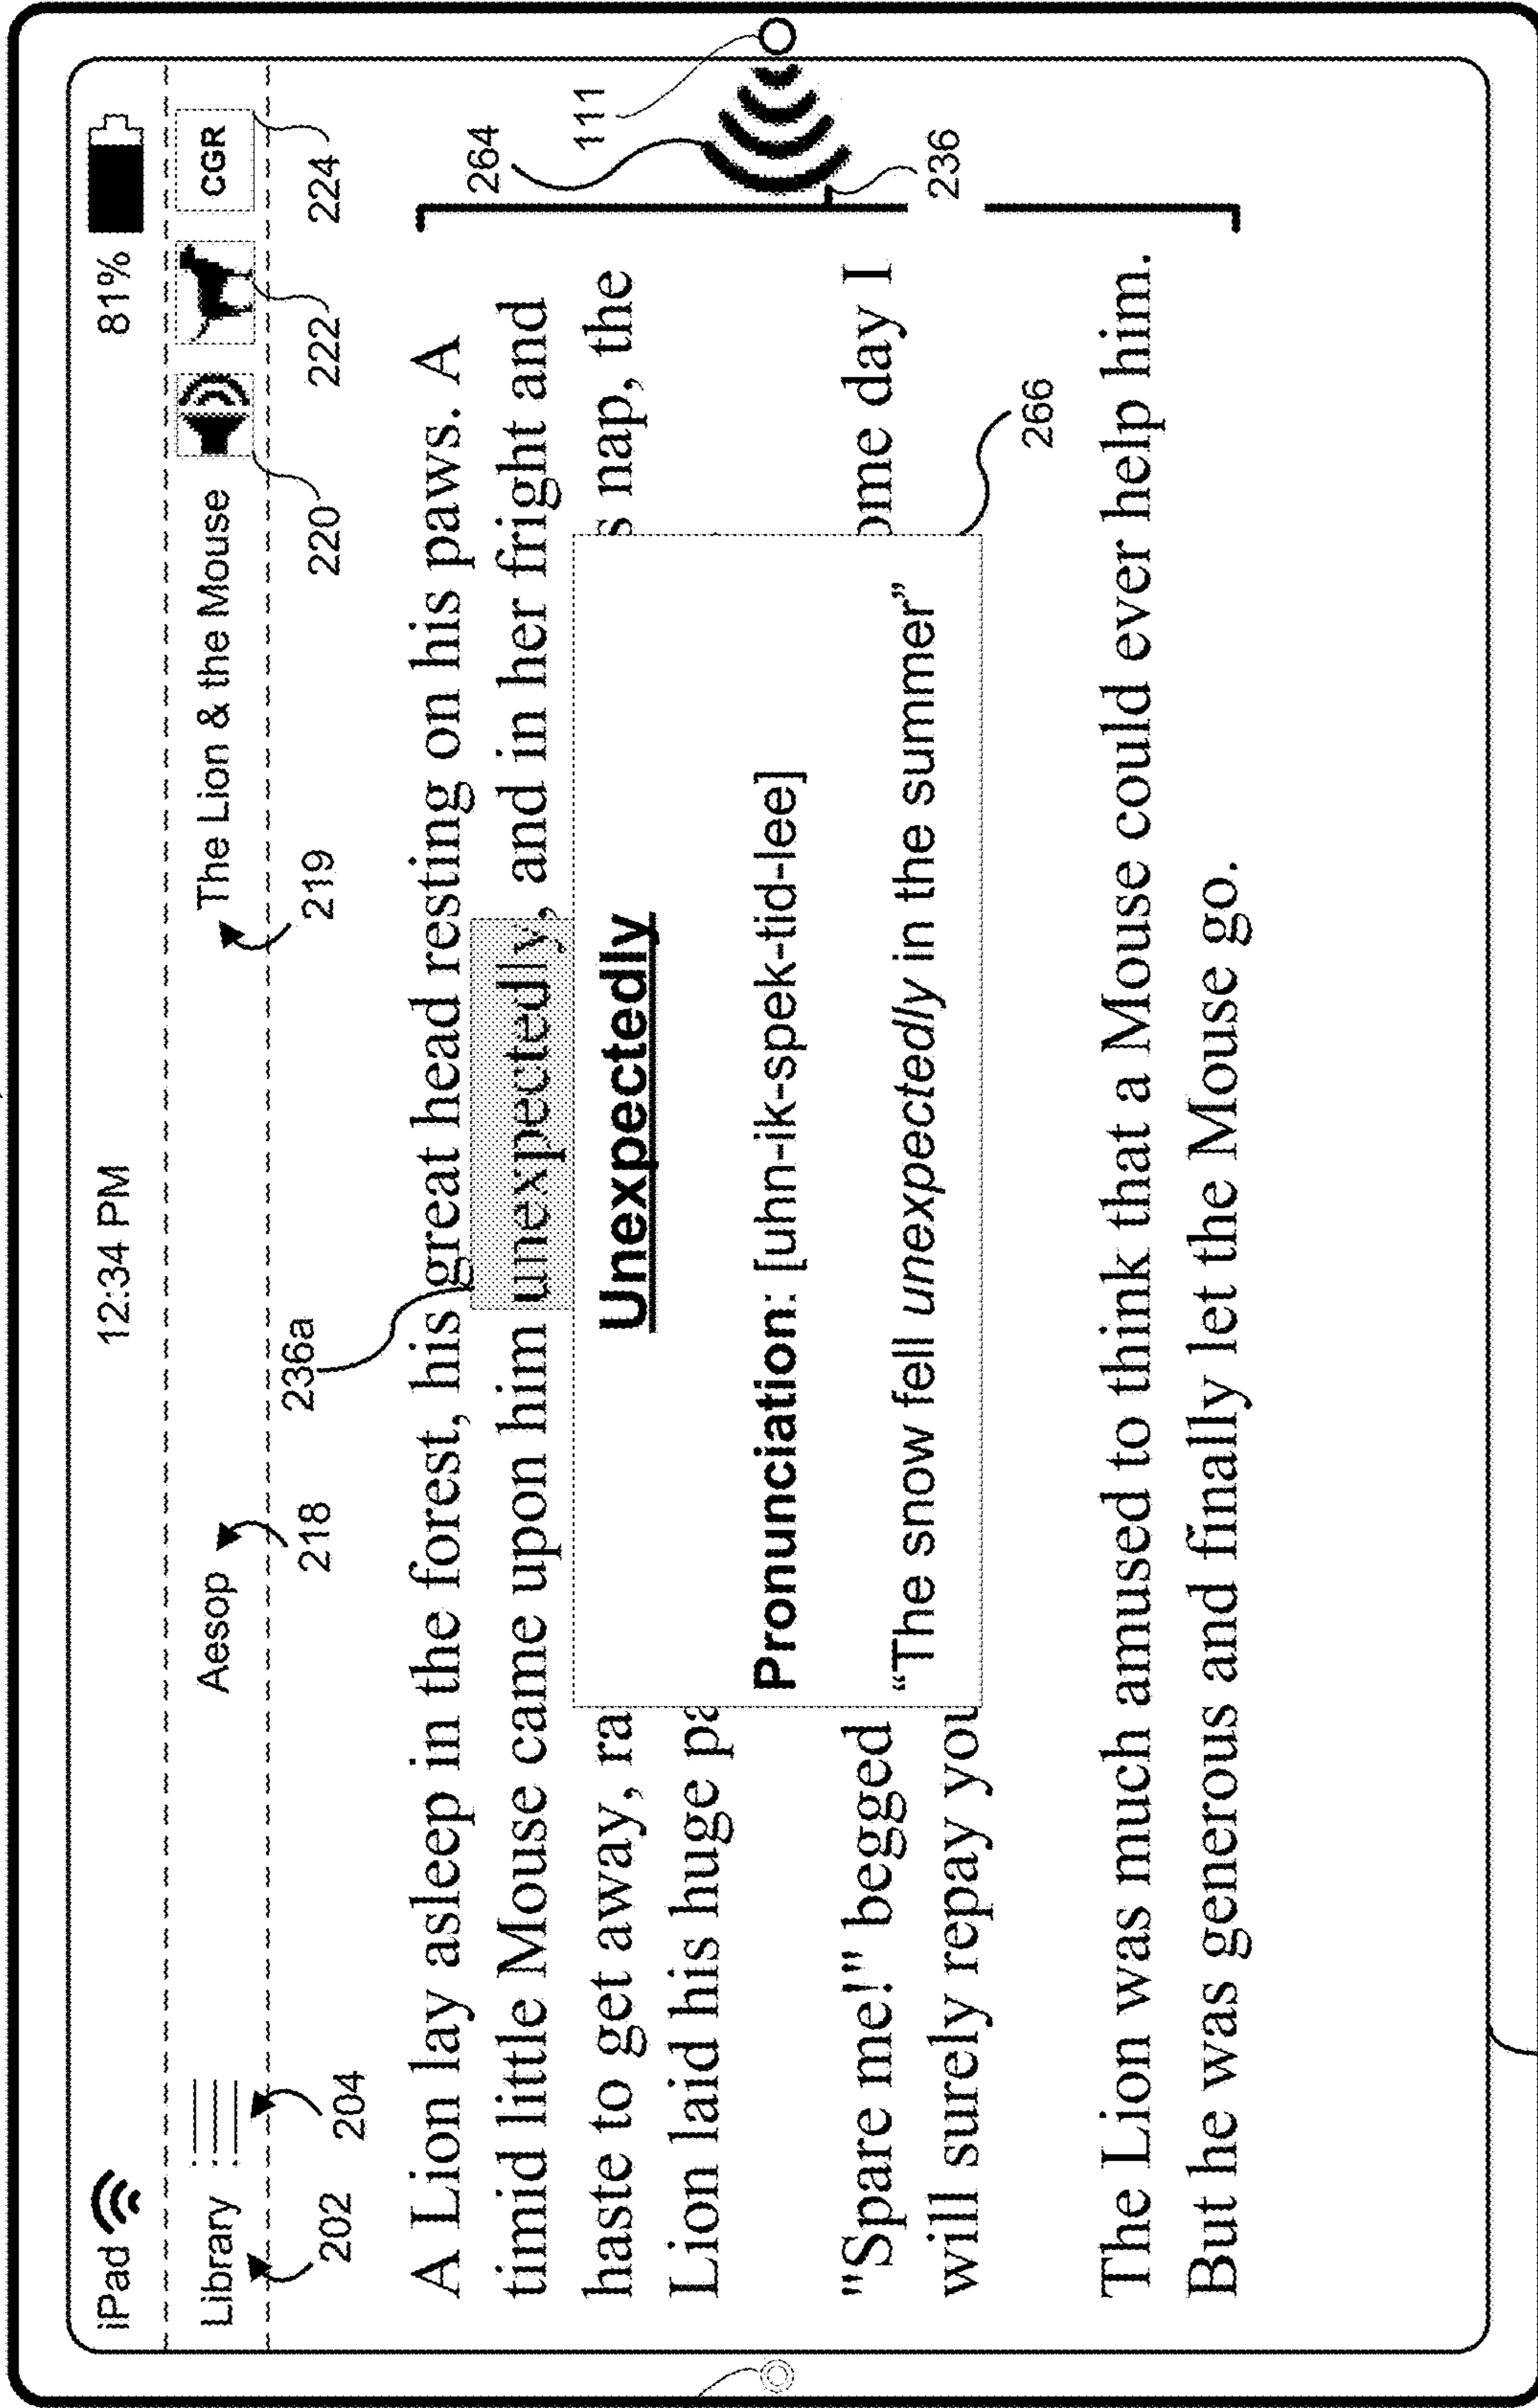 iPad 12:34 PM 81%
Library Aesop The Lion & the Mouse CGR
202 204 218 219 220 222 224
236a
A Lion lay asleep in the forest, his great head resting on his paws. A
timid little Mouse came upon him unexpectedly, and in her fright and
haste to get away, ra s nap, the
Lion laid his huge pa
"Spare me!" begged ome day I
will surely repay you
The Lion was much amused to think that a Mouse could ever help him.
But he was generous and finally let the Mouse go.
Unexpectedly
Pronunciation: [uhn-ik-spek-tid-lee]
“The snow fell unexpectedly in the summer”
264
111
236
266